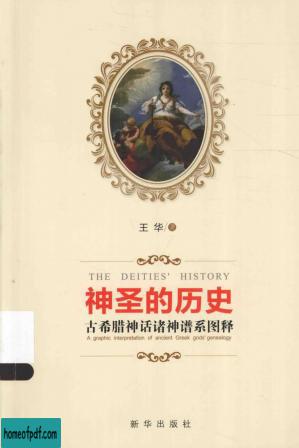 王 华 / 著
THE DEITIES' HISTORY
神圣的历史
古希腊神话诸神谱系图释
A graphic interpretation of ancient Greek gods' genealogy
新华出版社
homeofpdf.com